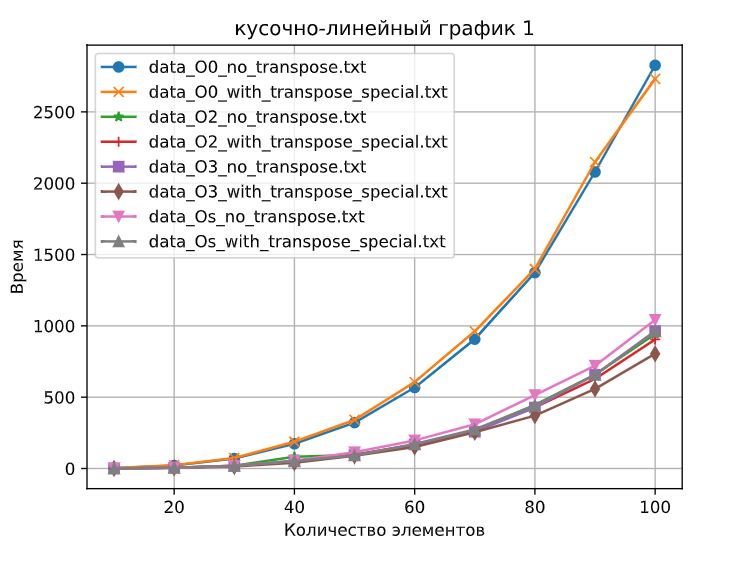 кусочно-линейный график 1
data_O0_no_transpose.txt
data_O0_with_transpose_special.txt
data_O2_no_transpose.txt
data_O2_with_transpose_special.txt
data_O3_no_transpose.txt
data_O3_with_transpose_special.txt
data_Os_no_transpose.txt
data_Os_with_transpose_special.txt
2500
2000
1500
1000
500
0
Время
20 40 60 80 100
Количество элементов